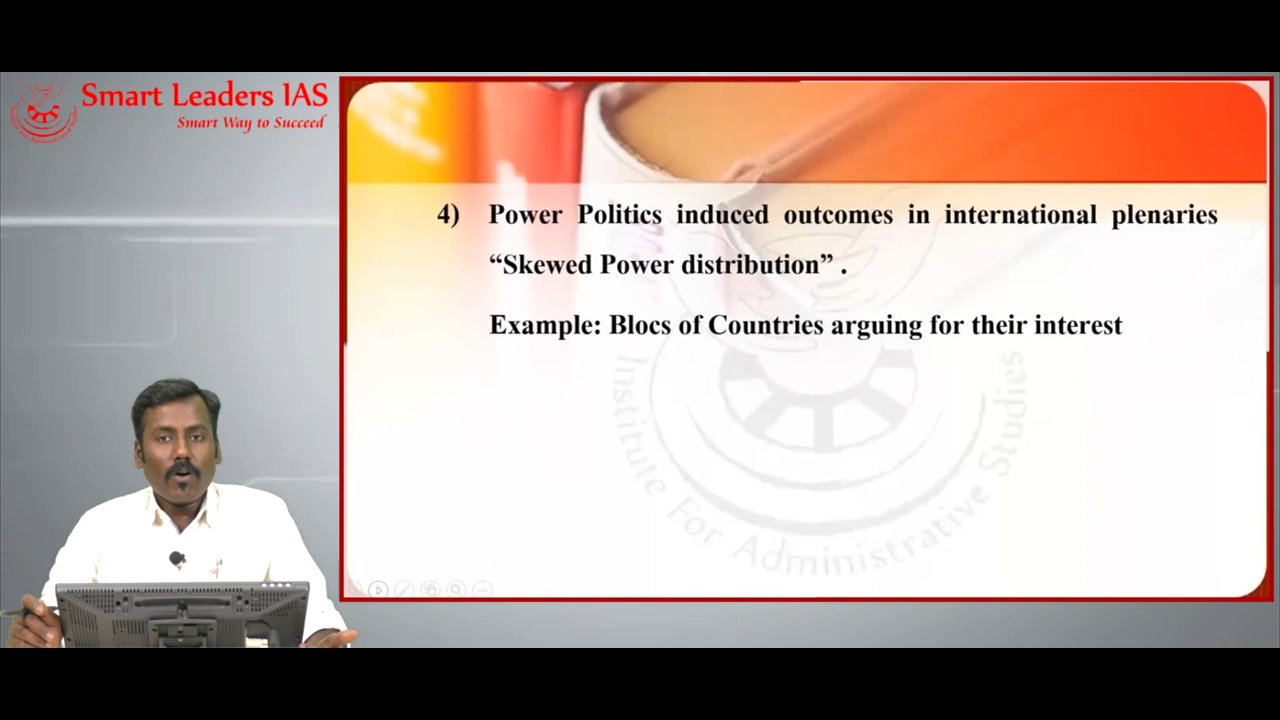 Smart Leaders IAS
Smart Way to Succeed
4) Power Politics induced outcomes in international plenaries
“Skewed Power distribution” .
Example: Blocs of Countries arguing for their interest
Institute For Administrative Studies